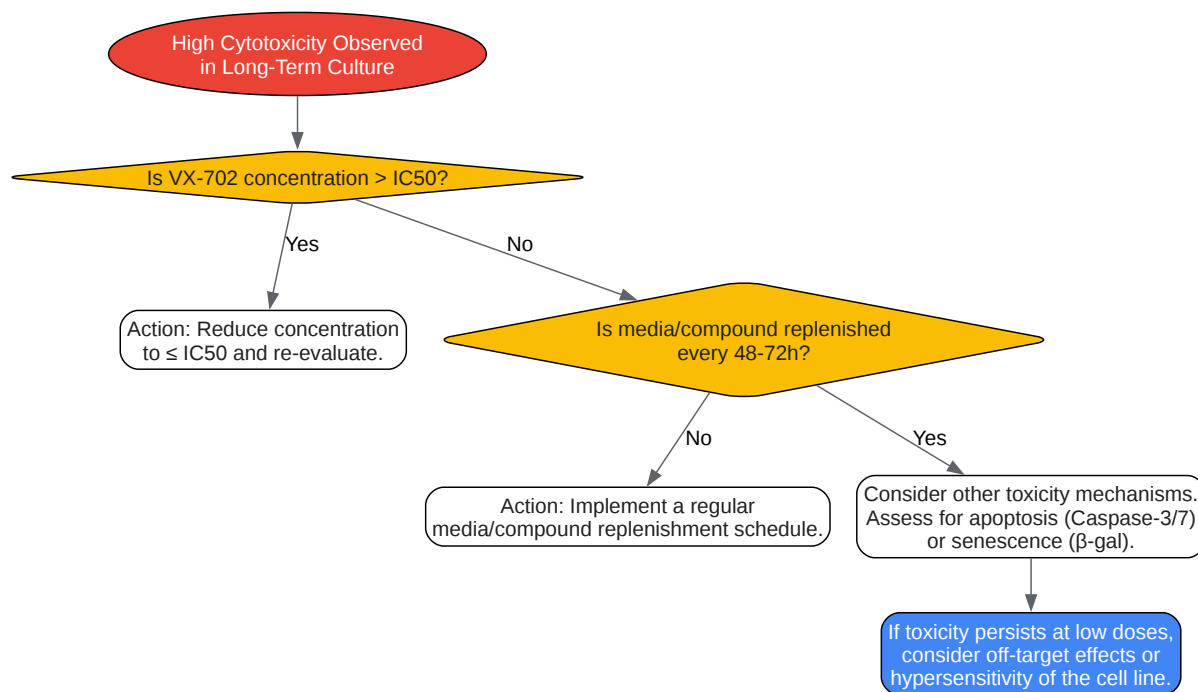 High Cytotoxicity Observed
in Long-Term Culture
Is VX-702 concentration > IC50?
Yes
No
Action: Reduce concentration
to ≤ IC50 and re-evaluate.
Is media/compound replenished
every 48-72h?
No
Yes
Action: Implement a regular
media/compound replenishment schedule.
Consider other toxicity mechanisms.
Assess for apoptosis (Caspase-3/7)
or senescence (β-gal).
If toxicity persists at low doses,
consider off-target effects or
hypersensitivity of the cell line.